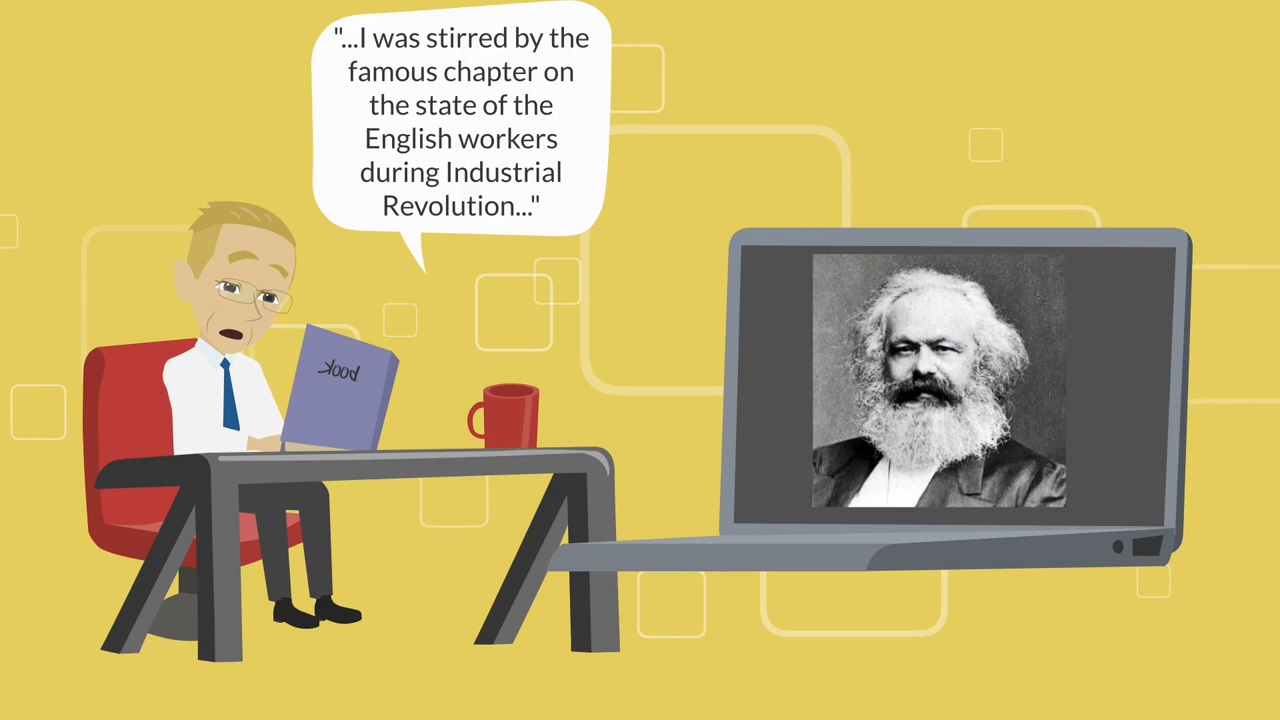 "...I was stirred by the
famous chapter on
the state of the
English workers
during Industrial
Revolution..."
book